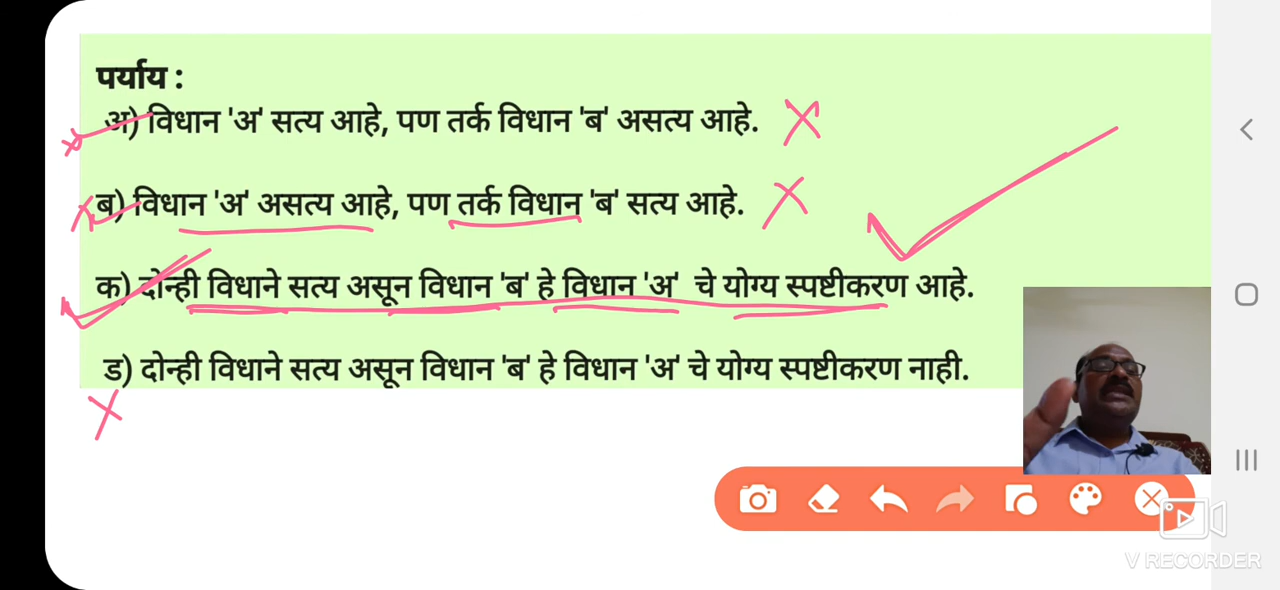 पर्याय :
अ) विधान 'अ' सत्य आहे, पण तर्क विधान 'ब' असत्य आहे.
ब) विधान 'अ' असत्य आहे, पण तर्क विधान 'ब' सत्य आहे.
क) दोन्ही विधाने सत्य असून विधान 'ब' हे विधान 'अ' चे योग्य स्पष्टीकरण आहे.
ड) दोन्ही विधाने सत्य असून विधान 'ब' हे विधान 'अ' चे योग्य स्पष्टीकरण नाही.
V RECORDER